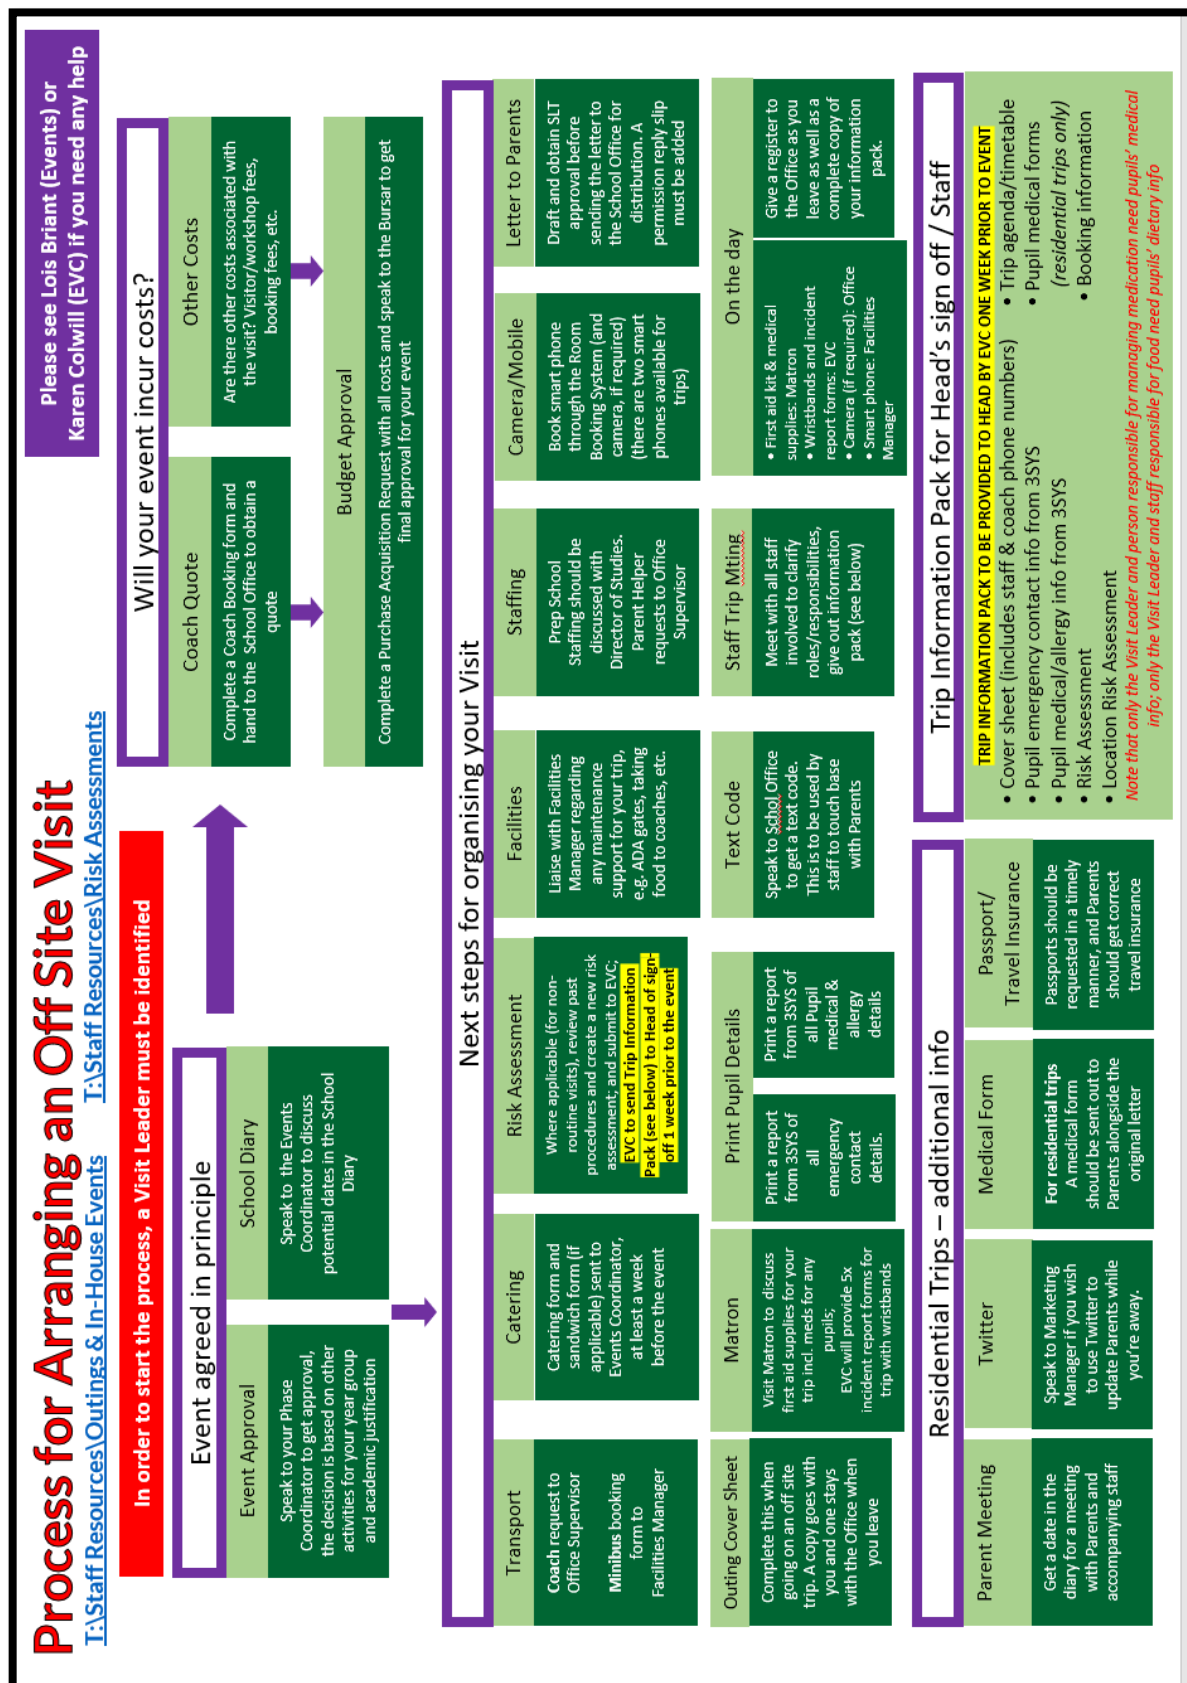 Process for Arranging an Off Site Visit
T:\Staff Resources\Outings & In-House Events
T:\Staff Resources\Risk Assessments
Please see Lois Briant (Events) or
Karen Colwill (EVC) if you need any help
In order to start the process, a Visit Leader must be identified
Event agreed in principle
Event Approval
Speak to your Phase
Coordinator to get approval,
the decision is based on other
activities for your year group
and academic justification
School Diary
Speak to the Events
Coordinator to discuss
potential dates in the School
Diary
Will your event incur costs?
Coach Quote
Complete a Coach Booking form and
hand to the School Office to obtain a
quote
Other Costs
Are there other costs associated with
the visit? Visitor/workshop fees,
booking fees, etc.
Budget Approval
Complete a Purchase Acquisition Request with all costs and speak to the Bursar to get
final approval for your event
Next steps for organising your Visit
Transport
Coach request to
Office Supervisor
Minibus booking
form to
Facilities Manager
Catering
Catering form and
sandwich form (if
applicable) sent to
Events Coordinator,
at least a week
before the event
Risk Assessment
Where applicable (for non-
routine visits), review past
procedures and create a new risk
assessment; and submit to EVC;
EVC to send Trip Information
Pack (see below) to Head of sign-
off 1 week prior to the event
Facilities
Liaise with Facilities
Manager regarding
any maintenance
support for your trip,
e.g. ADA gates, taking
food to coaches, etc.
Staffing
Prep School
Staffing should be
discussed with
Director of Studies.
Parent Helper
requests to Office
Supervisor
Camera/Mobile
Book smart phone
through the Room
Booking System (and
camera, if required)
(there are two smart
phones available for
trips)
Letter to Parents
Draft and obtain SLT
approval before
sending the letter to
the School Office for
distribution. A
permission reply slip
must be added
Outing Cover Sheet
Complete this when
going on an off site
trip. A copy goes with
you and one stays
with the Office when
you leave
Matron
Visit Matron to discuss
first aid supplies for your
trip incl. meds for any
pupils;
EVC will provide 5x
incident report forms for
trip with wristbands
Print Pupil Details
Print a report
from 3SYS of
all
emergency
contact
details.
Print a report
from 3SYS of
all Pupil
medical &
allergy
details
Text Code
Speak to Schol Office
to get a text code.
This is to be used by
staff to touch base
with Parents
Staff Trip Mting
Meet with all staff
involved to clarify
roles/responsibilities,
give out information
pack (see below)
On the day
• First aid kit & medical
supplies: Matron
• Wristbands and incident
report forms: EVC
• Camera (if required): Office
• Smart phone: Facilities
Manager
Give a register to
the Office as you
leave as well as a
complete copy of
your information
pack.
Residential Trips – additional info
Parent Meeting
Get a date in the
diary for a meeting
with Parents and
accompanying staff
Twitter
Speak to Marketing
Manager if you wish
to use Twitter to
update Parents while
you're away.
Medical Form
For residential trips
A medical form
should be sent out to
Parents alongside the
original letter
Passport/
Travel Insurance
Passports should be
requested in a timely
manner, and Parents
should get correct
travel insurance
Trip Information Pack for Head's sign off / Staff
TRIP INFORMATION PACK TO BE PROVIDED TO HEAD BY EVC ONE WEEK PRIOR TO EVENT
• Cover sheet (includes staff & coach phone numbers)
• Pupil emergency contact info from 3SYS
• Pupil medical/allergy info from 3SYS
• Risk Assessment
• Location Risk Assessment
• Trip agenda/timetable
• Pupil medical forms
(residential trips only)
• Booking information
Note that only the Visit Leader and person responsible for managing medication need pupils' medical
info; only the Visit Leader and staff responsible for food need pupils' dietary info